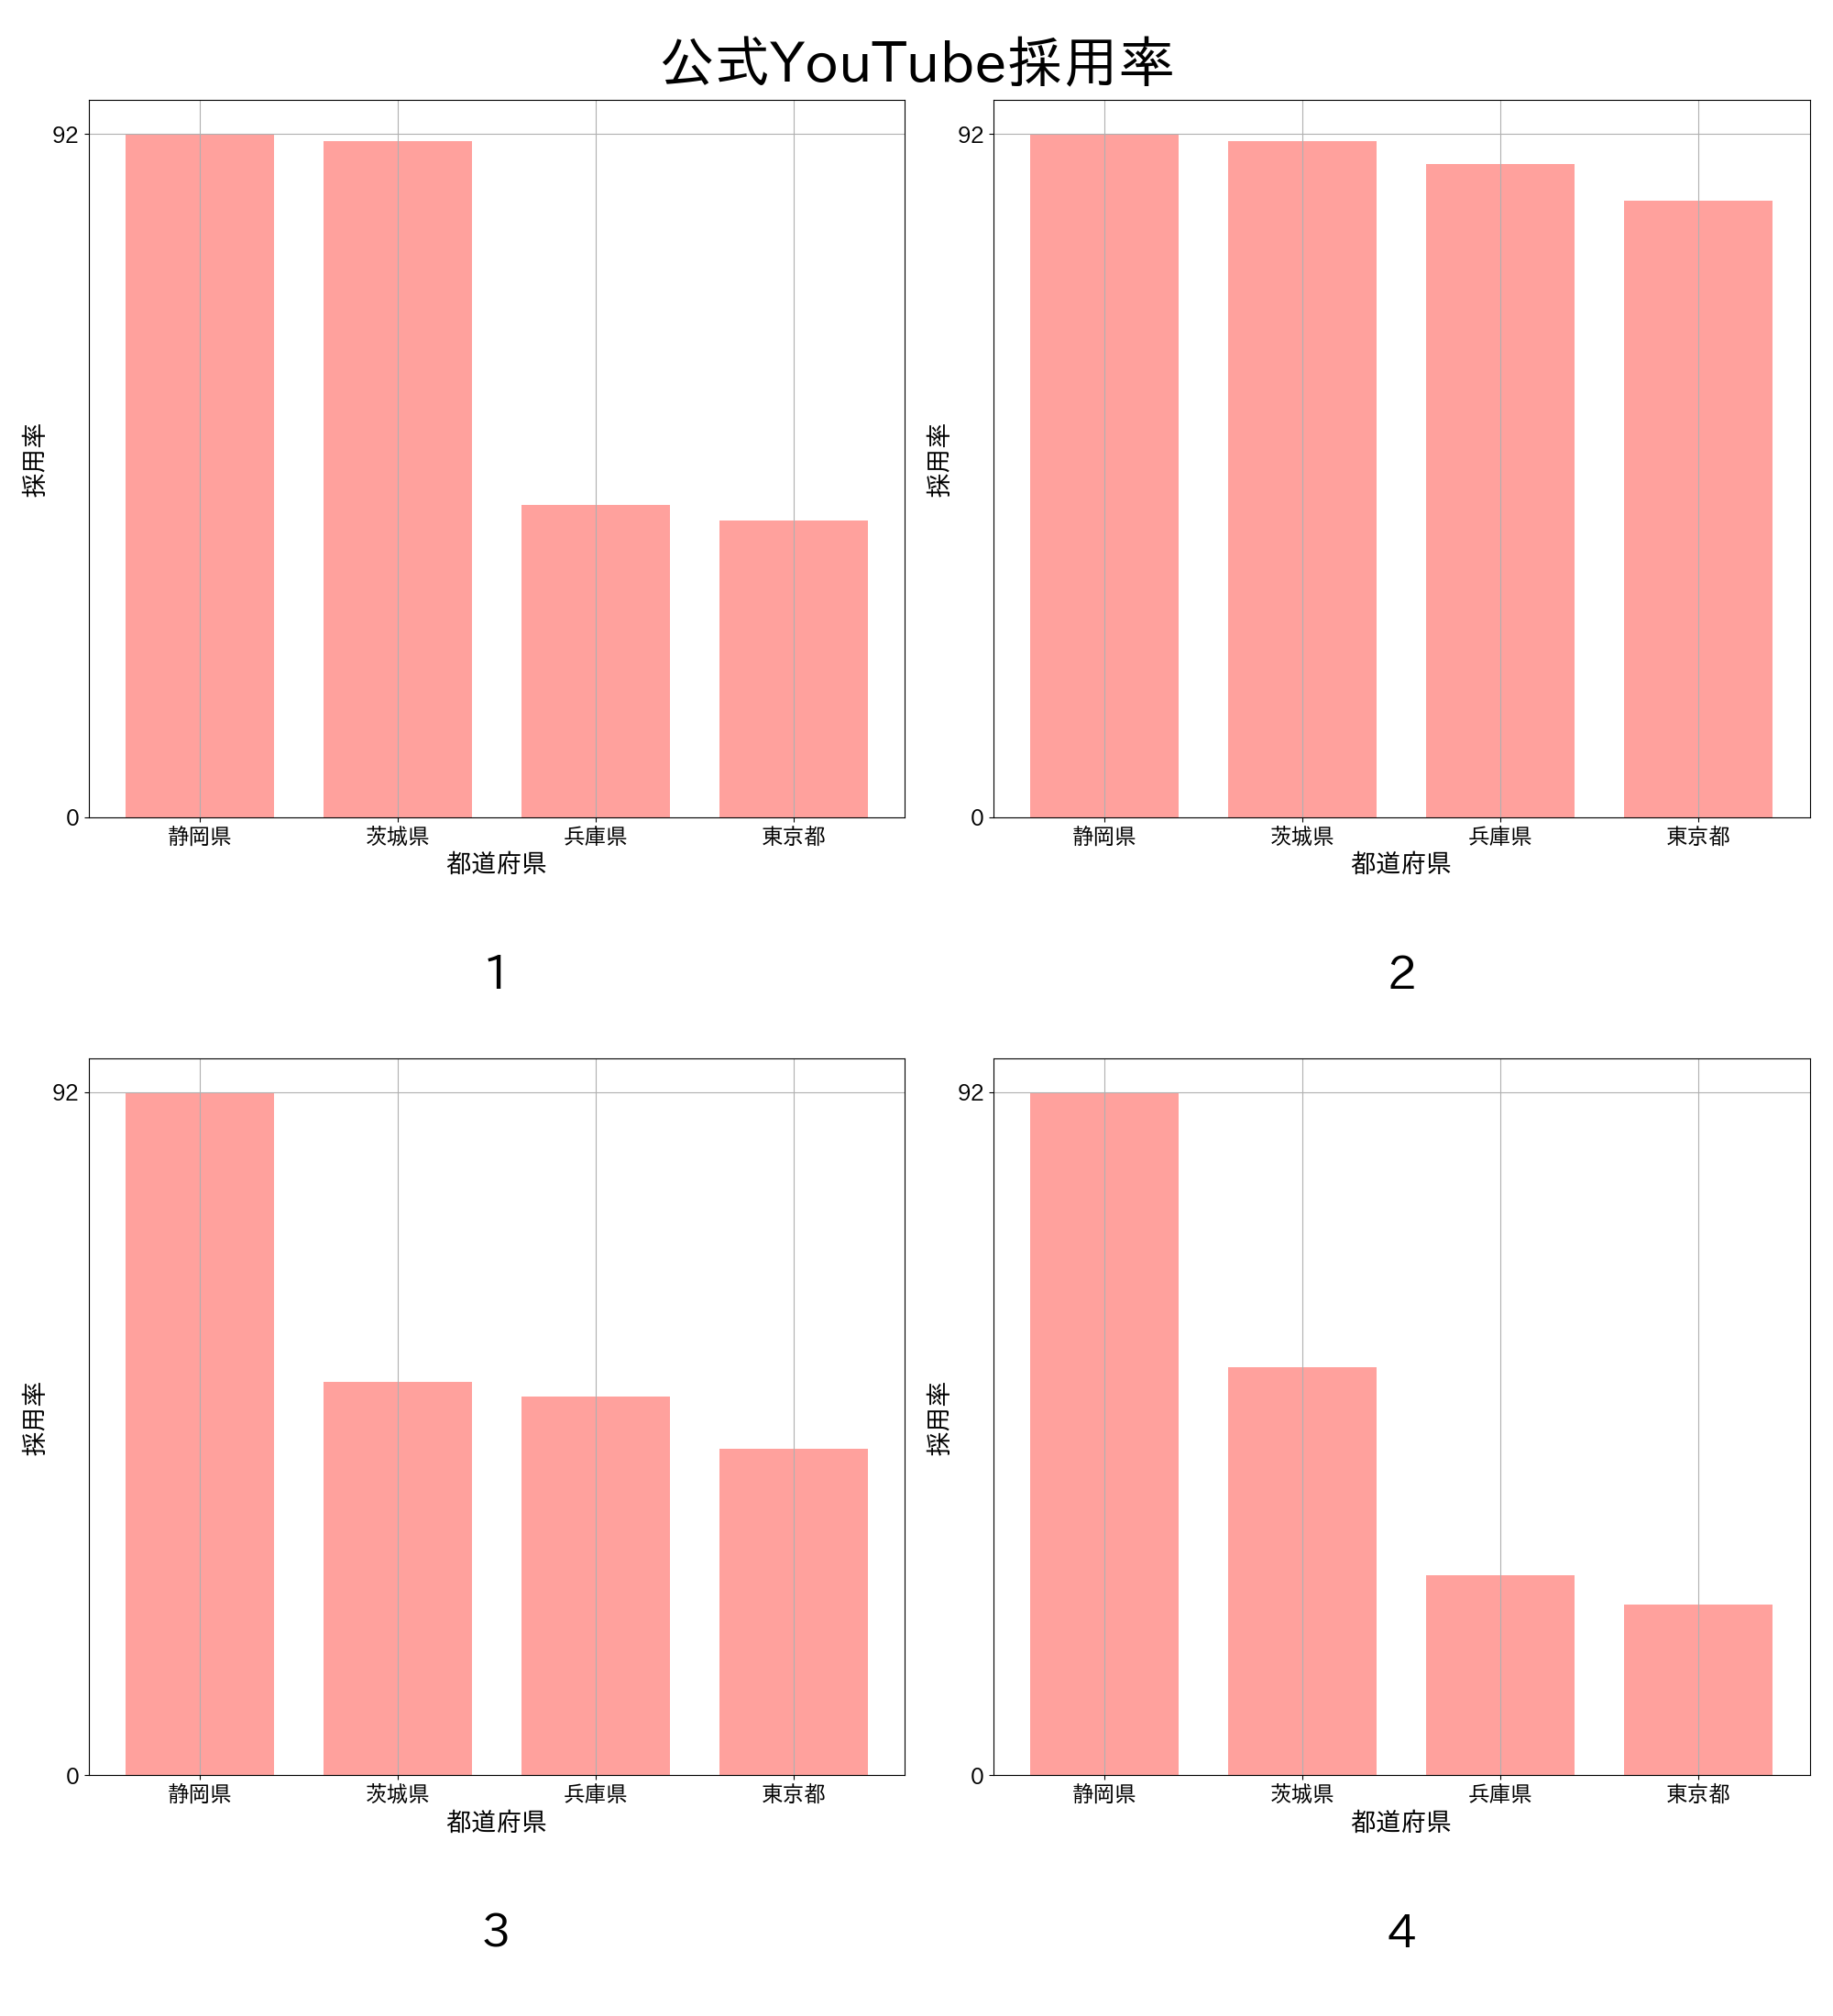 公式YouTube採用率
92
採用率
0
静岡県 茨城県 兵庫県 東京都
都道府県
1
92
採用率
0
静岡県 茨城県 兵庫県 東京都
都道府県
2
92
採用率
0
静岡県 茨城県 兵庫県 東京都
都道府県
3
92
採用率
0
静岡県 茨城県 兵庫県 東京都
都道府県
4